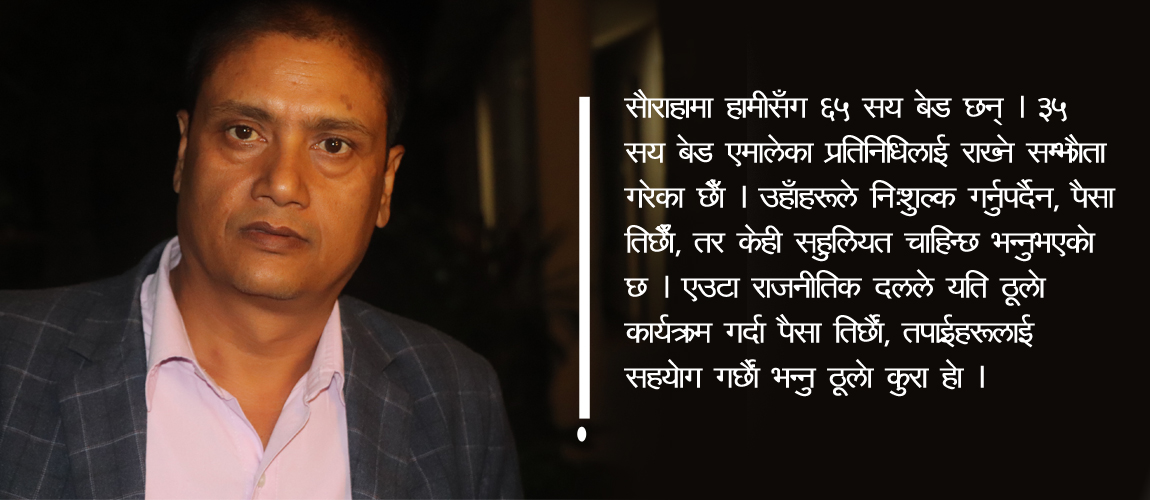 सौराहामा हामीसँग ६५ सय बेड छन् । ३५
सय बेड एमालेका प्रतिनिधिलाई राख्ने सम्झौता
गरेका छौँ । उहाँहरूले निःशुल्क गर्नुपर्दैन, पैसा
तिर्छौँ, तर केही सहुलियत चाहिन्छ भन्नुभएको
छ । एउटा राजनीतिक दलले यति ठूलो
कार्यक्रम गर्दा पैसा तिर्छौं, तपाईहरूलाई
सहयोग गर्छौं भन्नु ठूलो कुरा हो ।